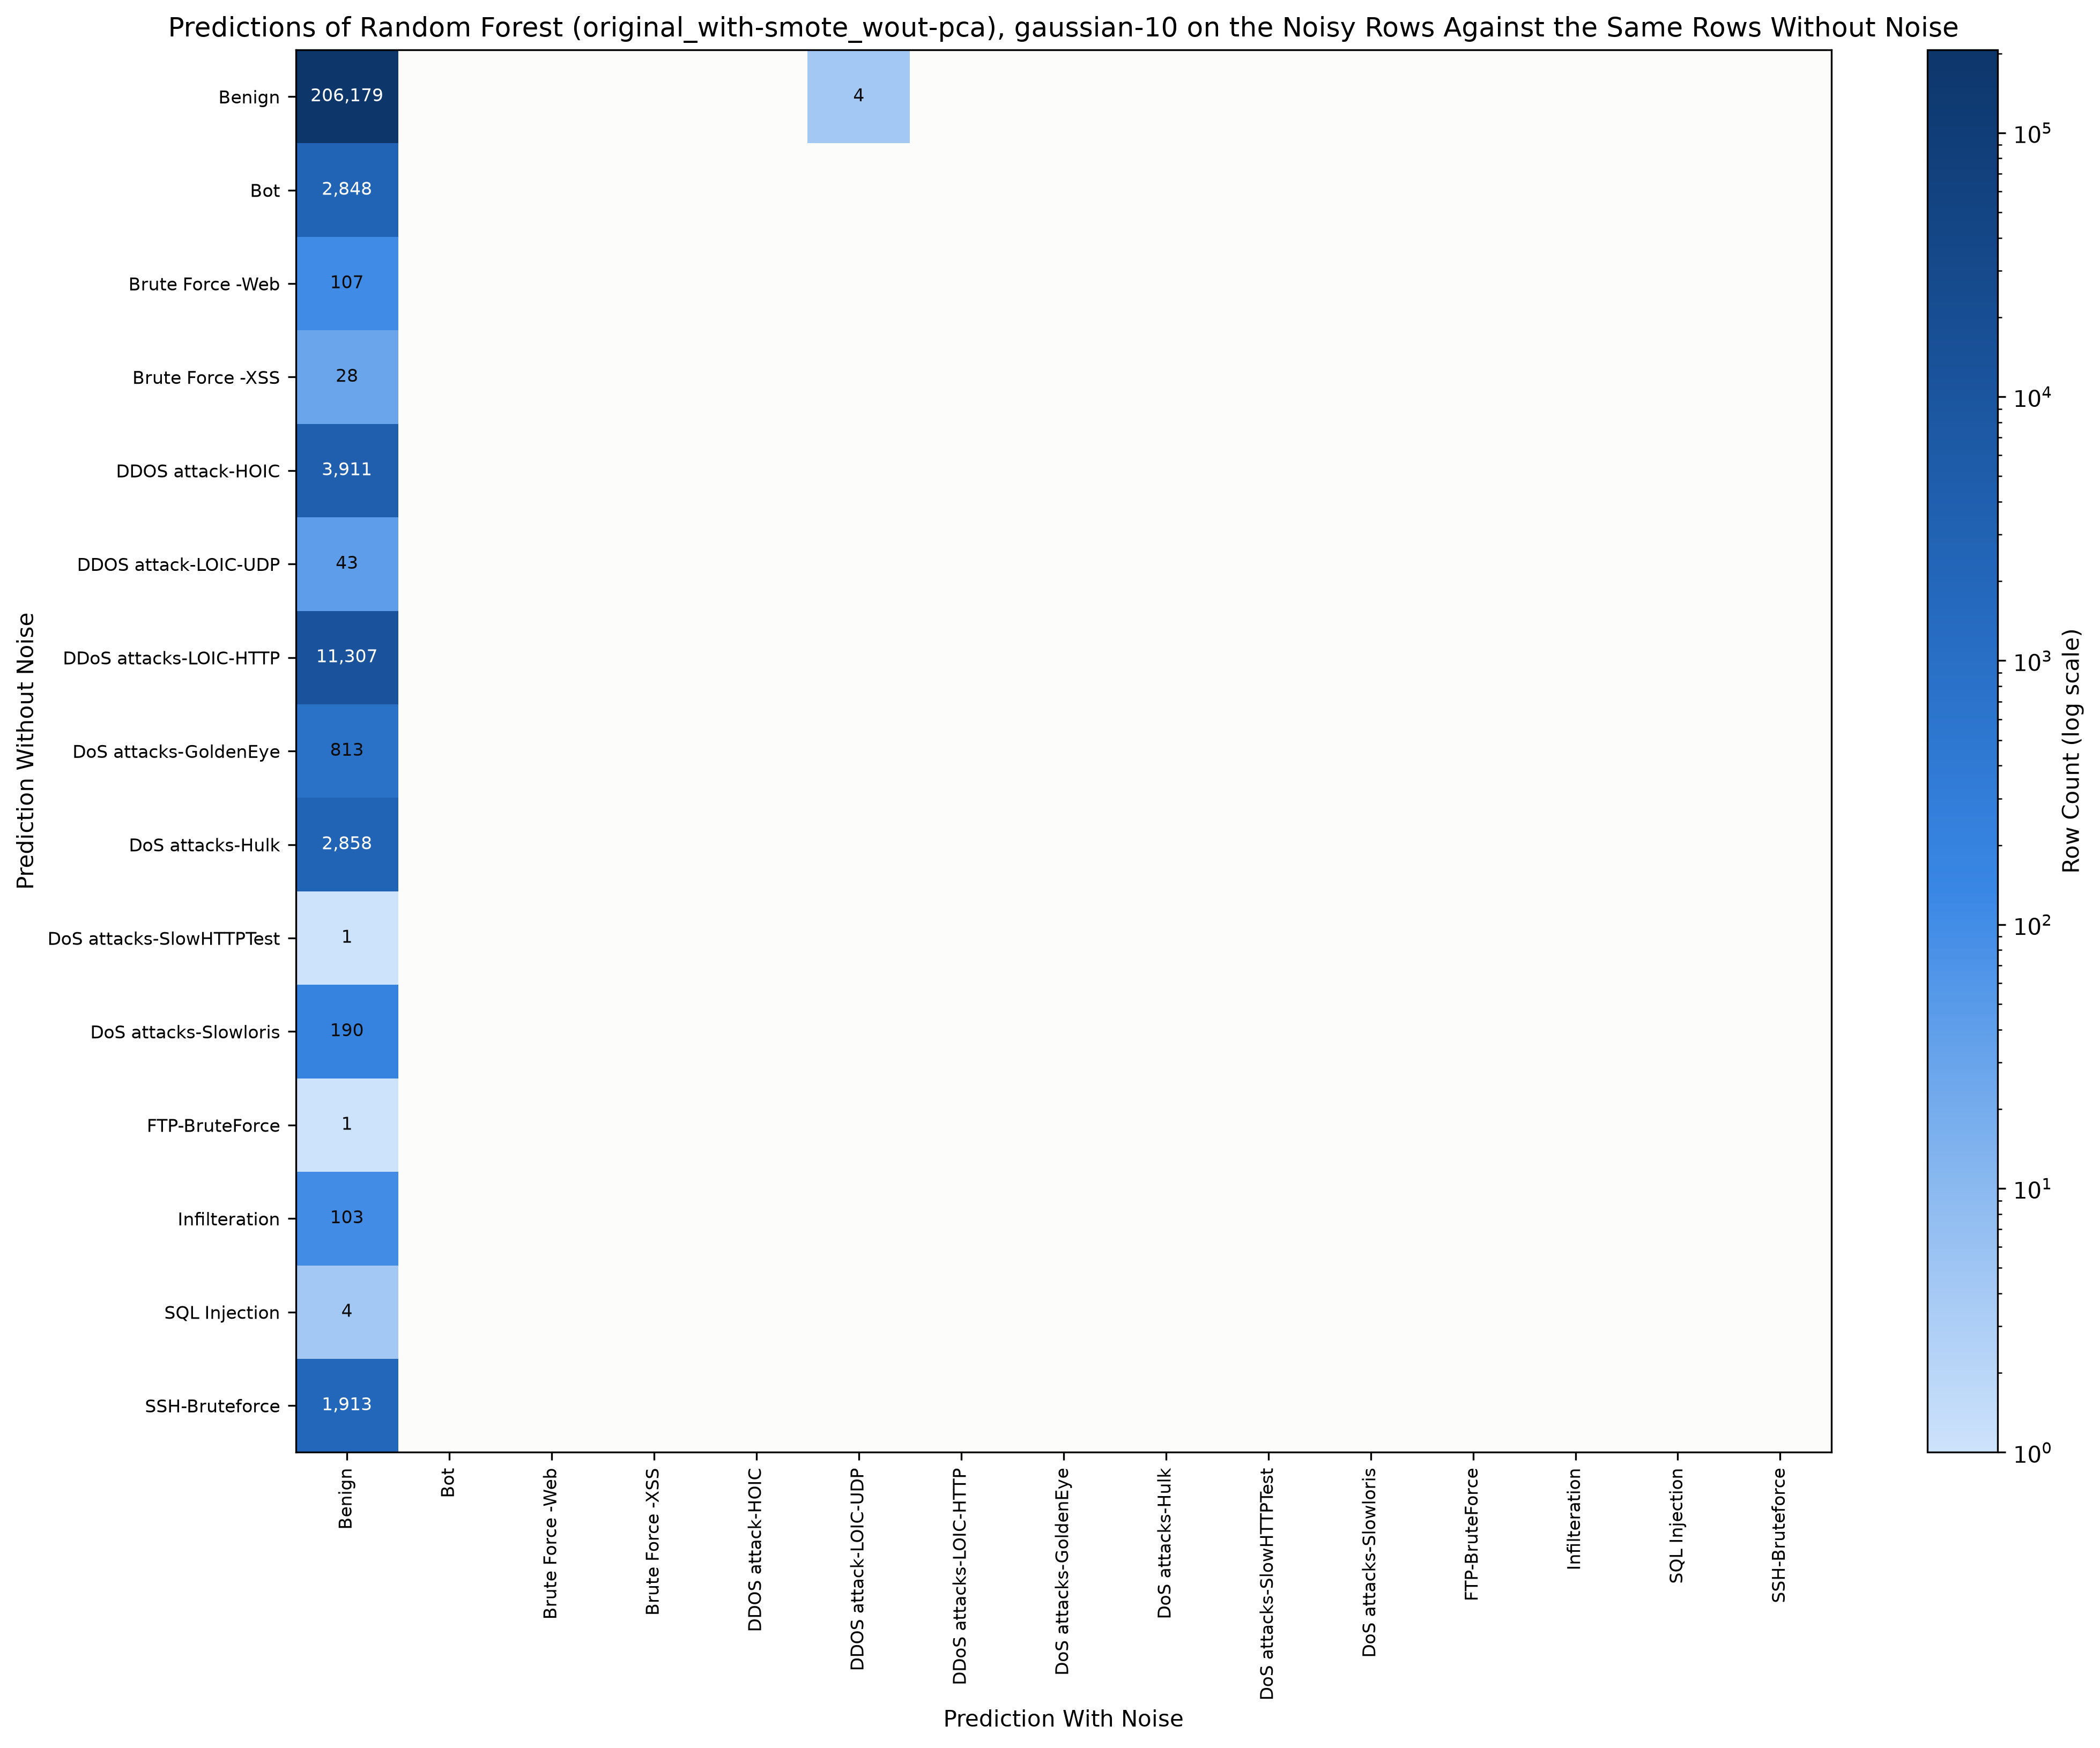 Predictions of Random Forest (original_with-smote_wout-pca), gaussian-10 on the Noisy Rows Against the Same Rows Without Noise
Prediction Without Noise
Benign 206,179 4
Bot 2,848
Brute Force -Web 107
Brute Force -XSS 28
DDOS attack-HOIC 3,911
DDOS attack-LOIC-UDP 43
DDoS attacks-LOIC-HTTP 11,307
DoS attacks-GoldenEye 813
DoS attacks-Hulk 2,858
DoS attacks-SlowHTTPTest 1
DoS attacks-Slowloris 190
FTP-BruteForce 1
Infilteration 103
SQL Injection 4
SSH-Bruteforce 1,913
Benign
Bot
Brute Force -Web
Brute Force -XSS
DDOS attack-HOIC
DDOS attack-LOIC-UDP
DDoS attacks-LOIC-HTTP
DoS attacks-GoldenEye
DoS attacks-Hulk
DoS attacks-SlowHTTPTest
DoS attacks-Slowloris
FTP-BruteForce
Infilteration
SQL Injection
SSH-Bruteforce
Prediction With Noise
10⁵
10⁴
10³
10²
10¹
10⁰
Row Count (log scale)